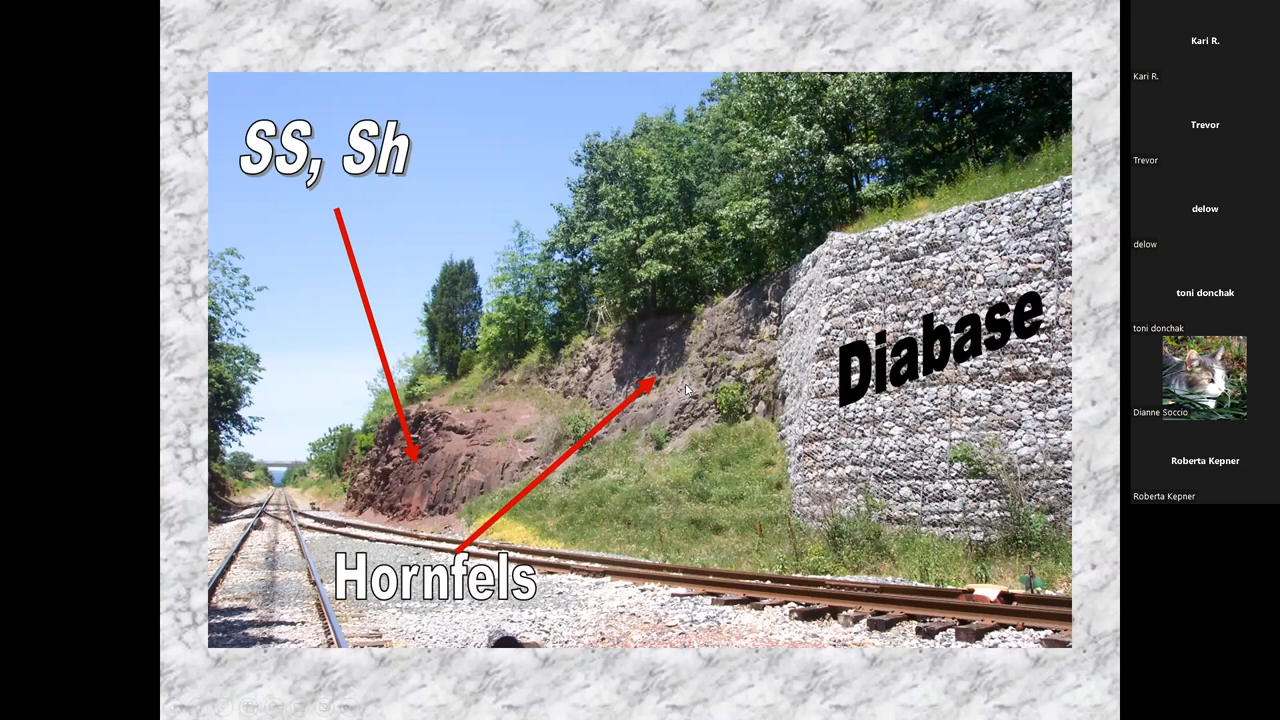 SS, Sh
Diabase
Hornfels
Kari R.
Kari R.
Trevor
Trevor
delow
delow
toni donchak
toni donchak
Dianne Soccio
Roberta Kepner
Roberta Kepner